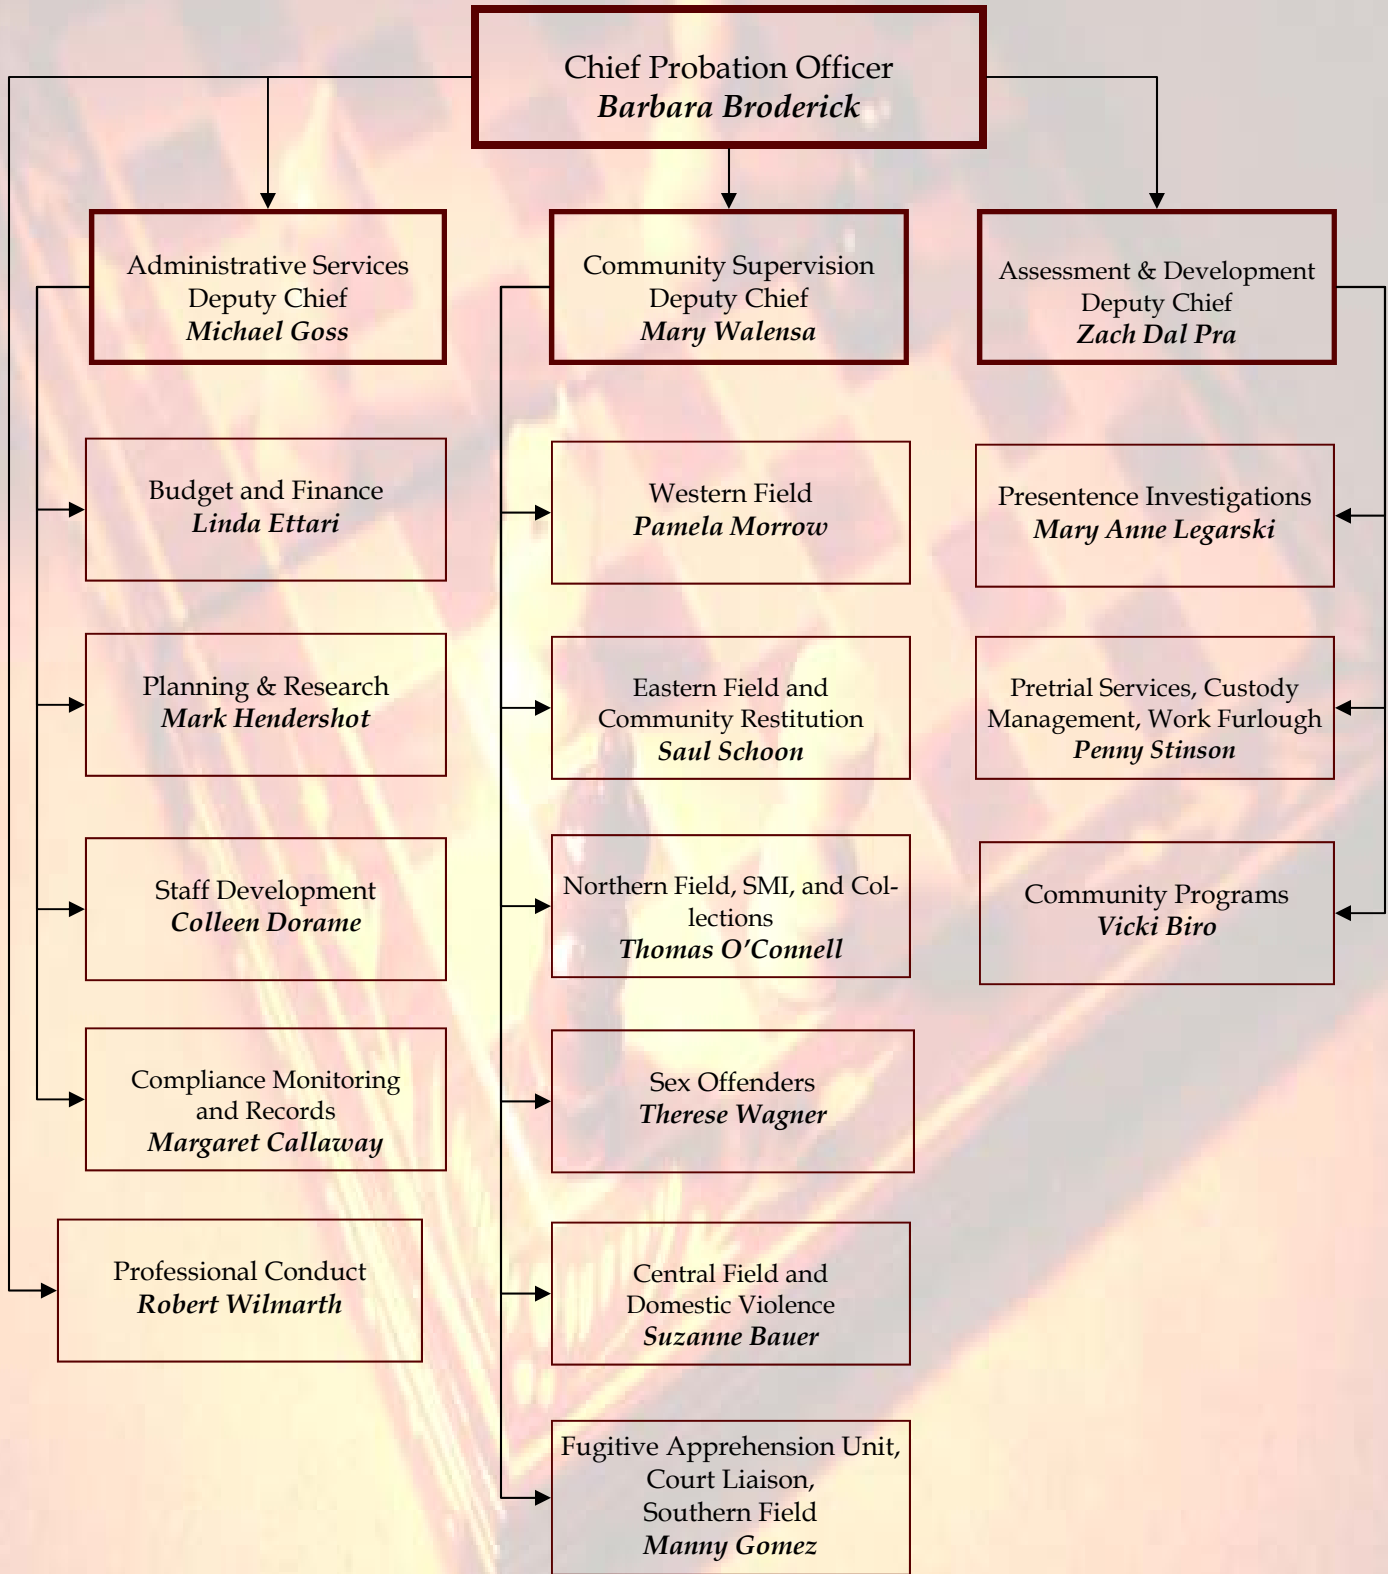 Chief Probation Officer
Barbara Broderick
Administrative Services
Deputy Chief
Michael Goss
Community Supervision
Deputy Chief
Mary Walensa
Assessment & Development
Deputy Chief
Zach Dal Pra
Budget and Finance
Linda Ettari
Western Field
Pamela Morrow
Presentence Investigations
Mary Anne Legarski
Planning & Research
Mark Hendershot
Eastern Field and
Community Restitution
Saul Schoon
Pretrial Services, Custody
Management, Work Furlough
Penny Stinson
Staff Development
Colleen Dorame
Northern Field, SMI, and Col-
lections
Thomas O’Connell
Community Programs
Vicki Biro
Compliance Monitoring
and Records
Margaret Callaway
Sex Offenders
Therese Wagner
Professional Conduct
Robert Wilmarth
Central Field and
Domestic Violence
Suzanne Bauer
Fugitive Apprehension Unit,
Court Liaison,
Southern Field
Manny Gomez